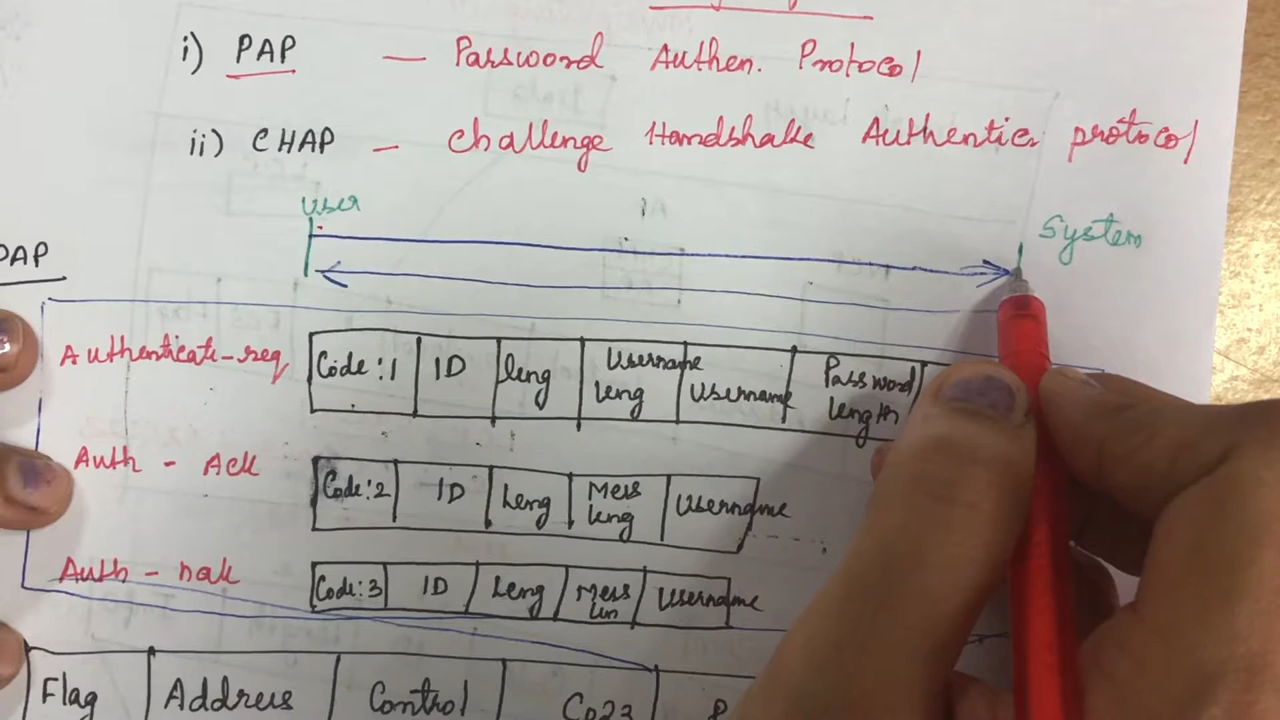 i) PAP — Password Authen. Protocol
ii) CHAP — Challenge Handshake Authentic protocol
User
System
PAP
Authenticate-req Code:1 ID leng Username leng Username Password length
Auth - Ack Code:2 ID Leng Mess leng Username
Auth - nak Code:3 ID Leng Mess len Username
Flag Address Control C023